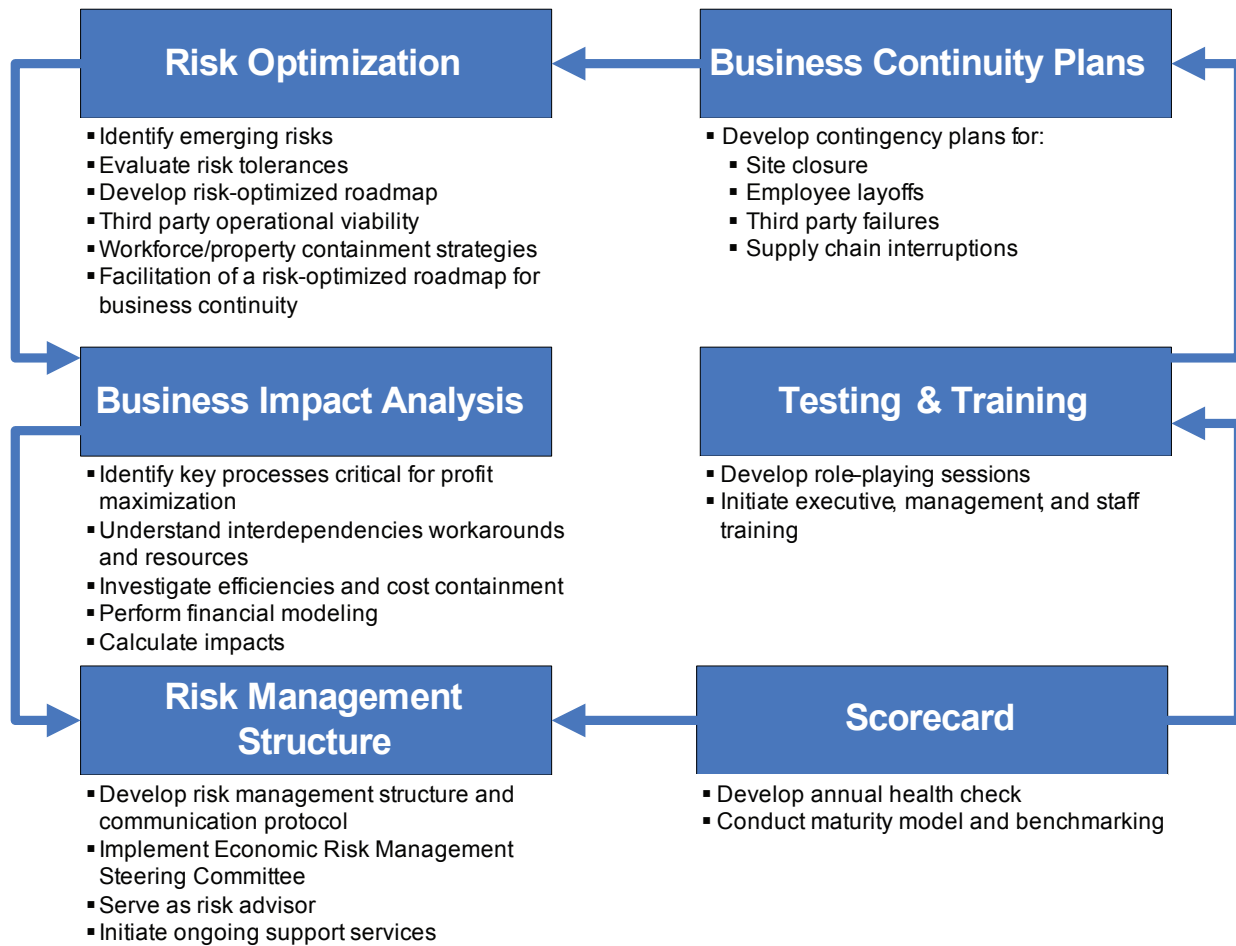 Risk Optimization
▪ Identify emerging risks
▪ Evaluate risk tolerances
▪ Develop risk-optimized roadmap
▪ Third party operational viability
▪ Workforce/property containment strategies
▪ Facilitation of a risk-optimized roadmap for
business continuity
Business Continuity Plans
▪ Develop contingency plans for:
▪ Site closure
▪ Employee layoffs
▪ Third party failures
▪ Supply chain interruptions
Business Impact Analysis
▪ Identify key processes critical for profit
maximization
▪ Understand interdependencies workarounds
and resources
▪ Investigate efficiencies and cost containment
▪ Perform financial modeling
▪ Calculate impacts
Testing & Training
▪ Develop role-playing sessions
▪ Initiate executive, management, and staff
training
Risk Management
Structure
▪ Develop risk management structure and
communication protocol
▪ Implement Economic Risk Management
Steering Committee
▪ Serve as risk advisor
▪ Initiate ongoing support services
Scorecard
▪ Develop annual health check
▪ Conduct maturity model and benchmarking